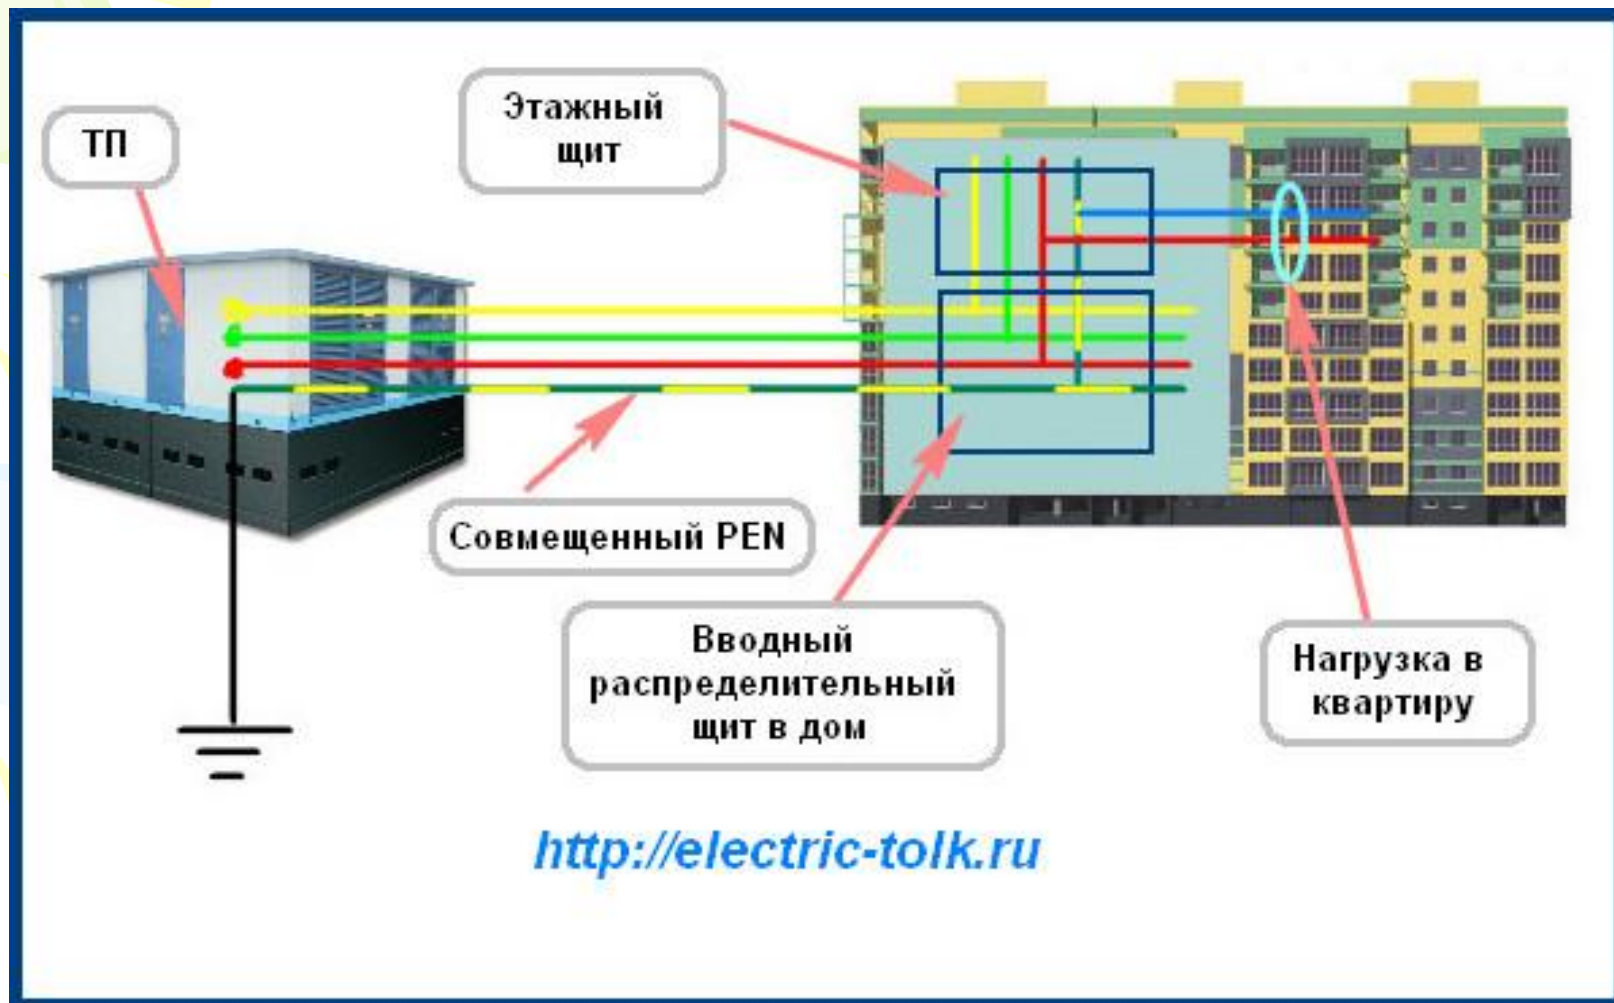 ТП
Этажный
щит
Совмещенный PEN
Вводный
распределительный
щит в дом
Нагрузка в
квартиру
http://electric-tolk.ru